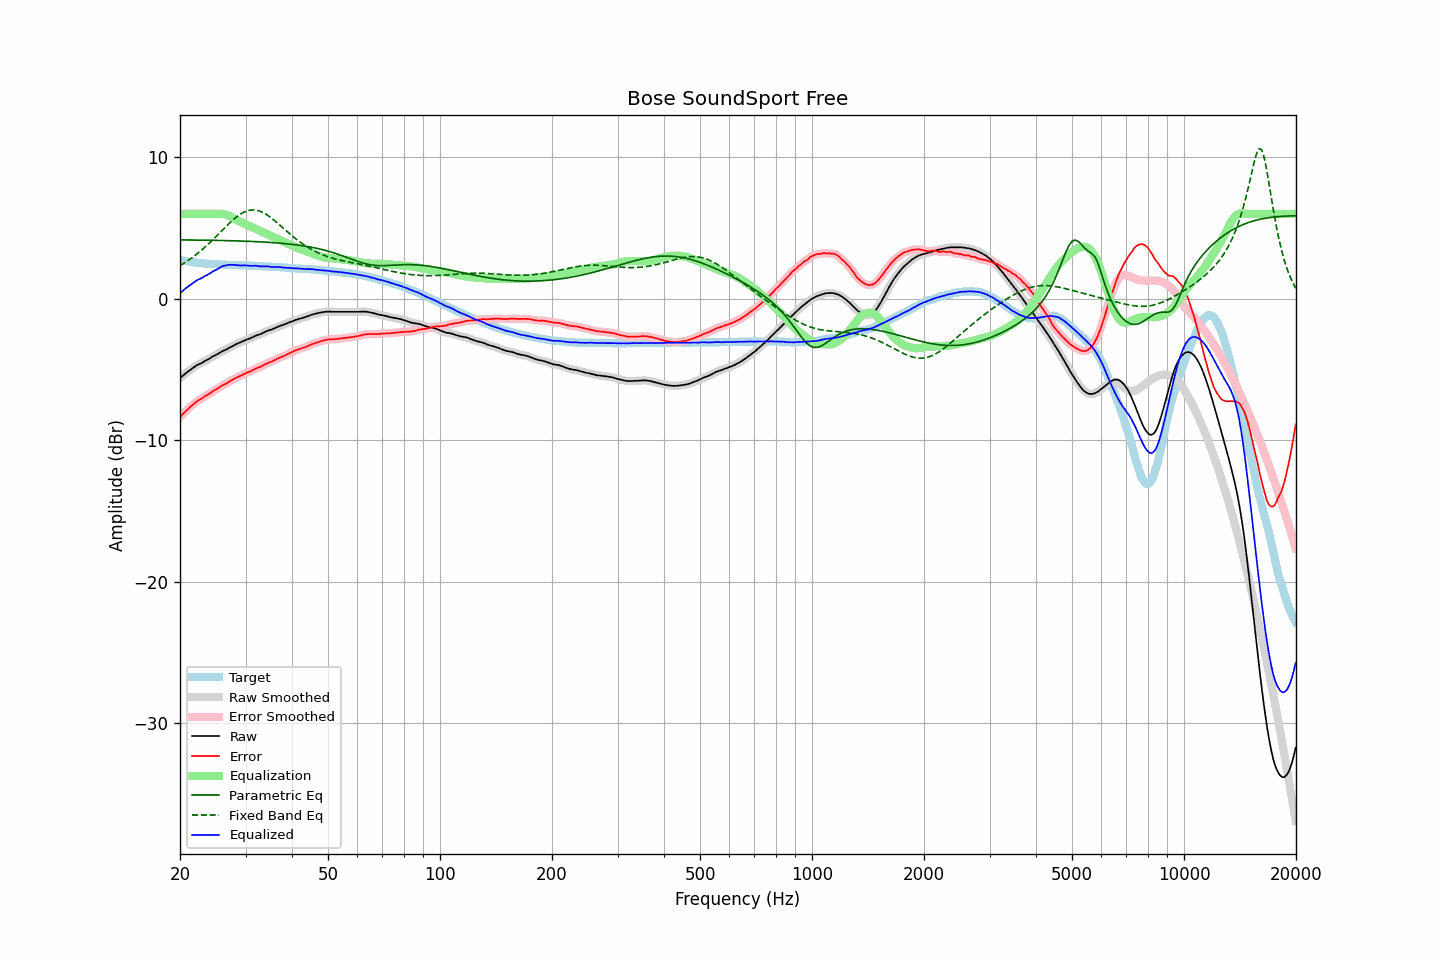 Bose SoundSport Free
Amplitude (dBr)
10
0
−10
−20
−30
Target
Raw Smoothed
Error Smoothed
Raw
Error
Equalization
Parametric Eq
Fixed Band Eq
Equalized
20 50 100 200 500 1000 2000 5000 10000 20000
Frequency (Hz)